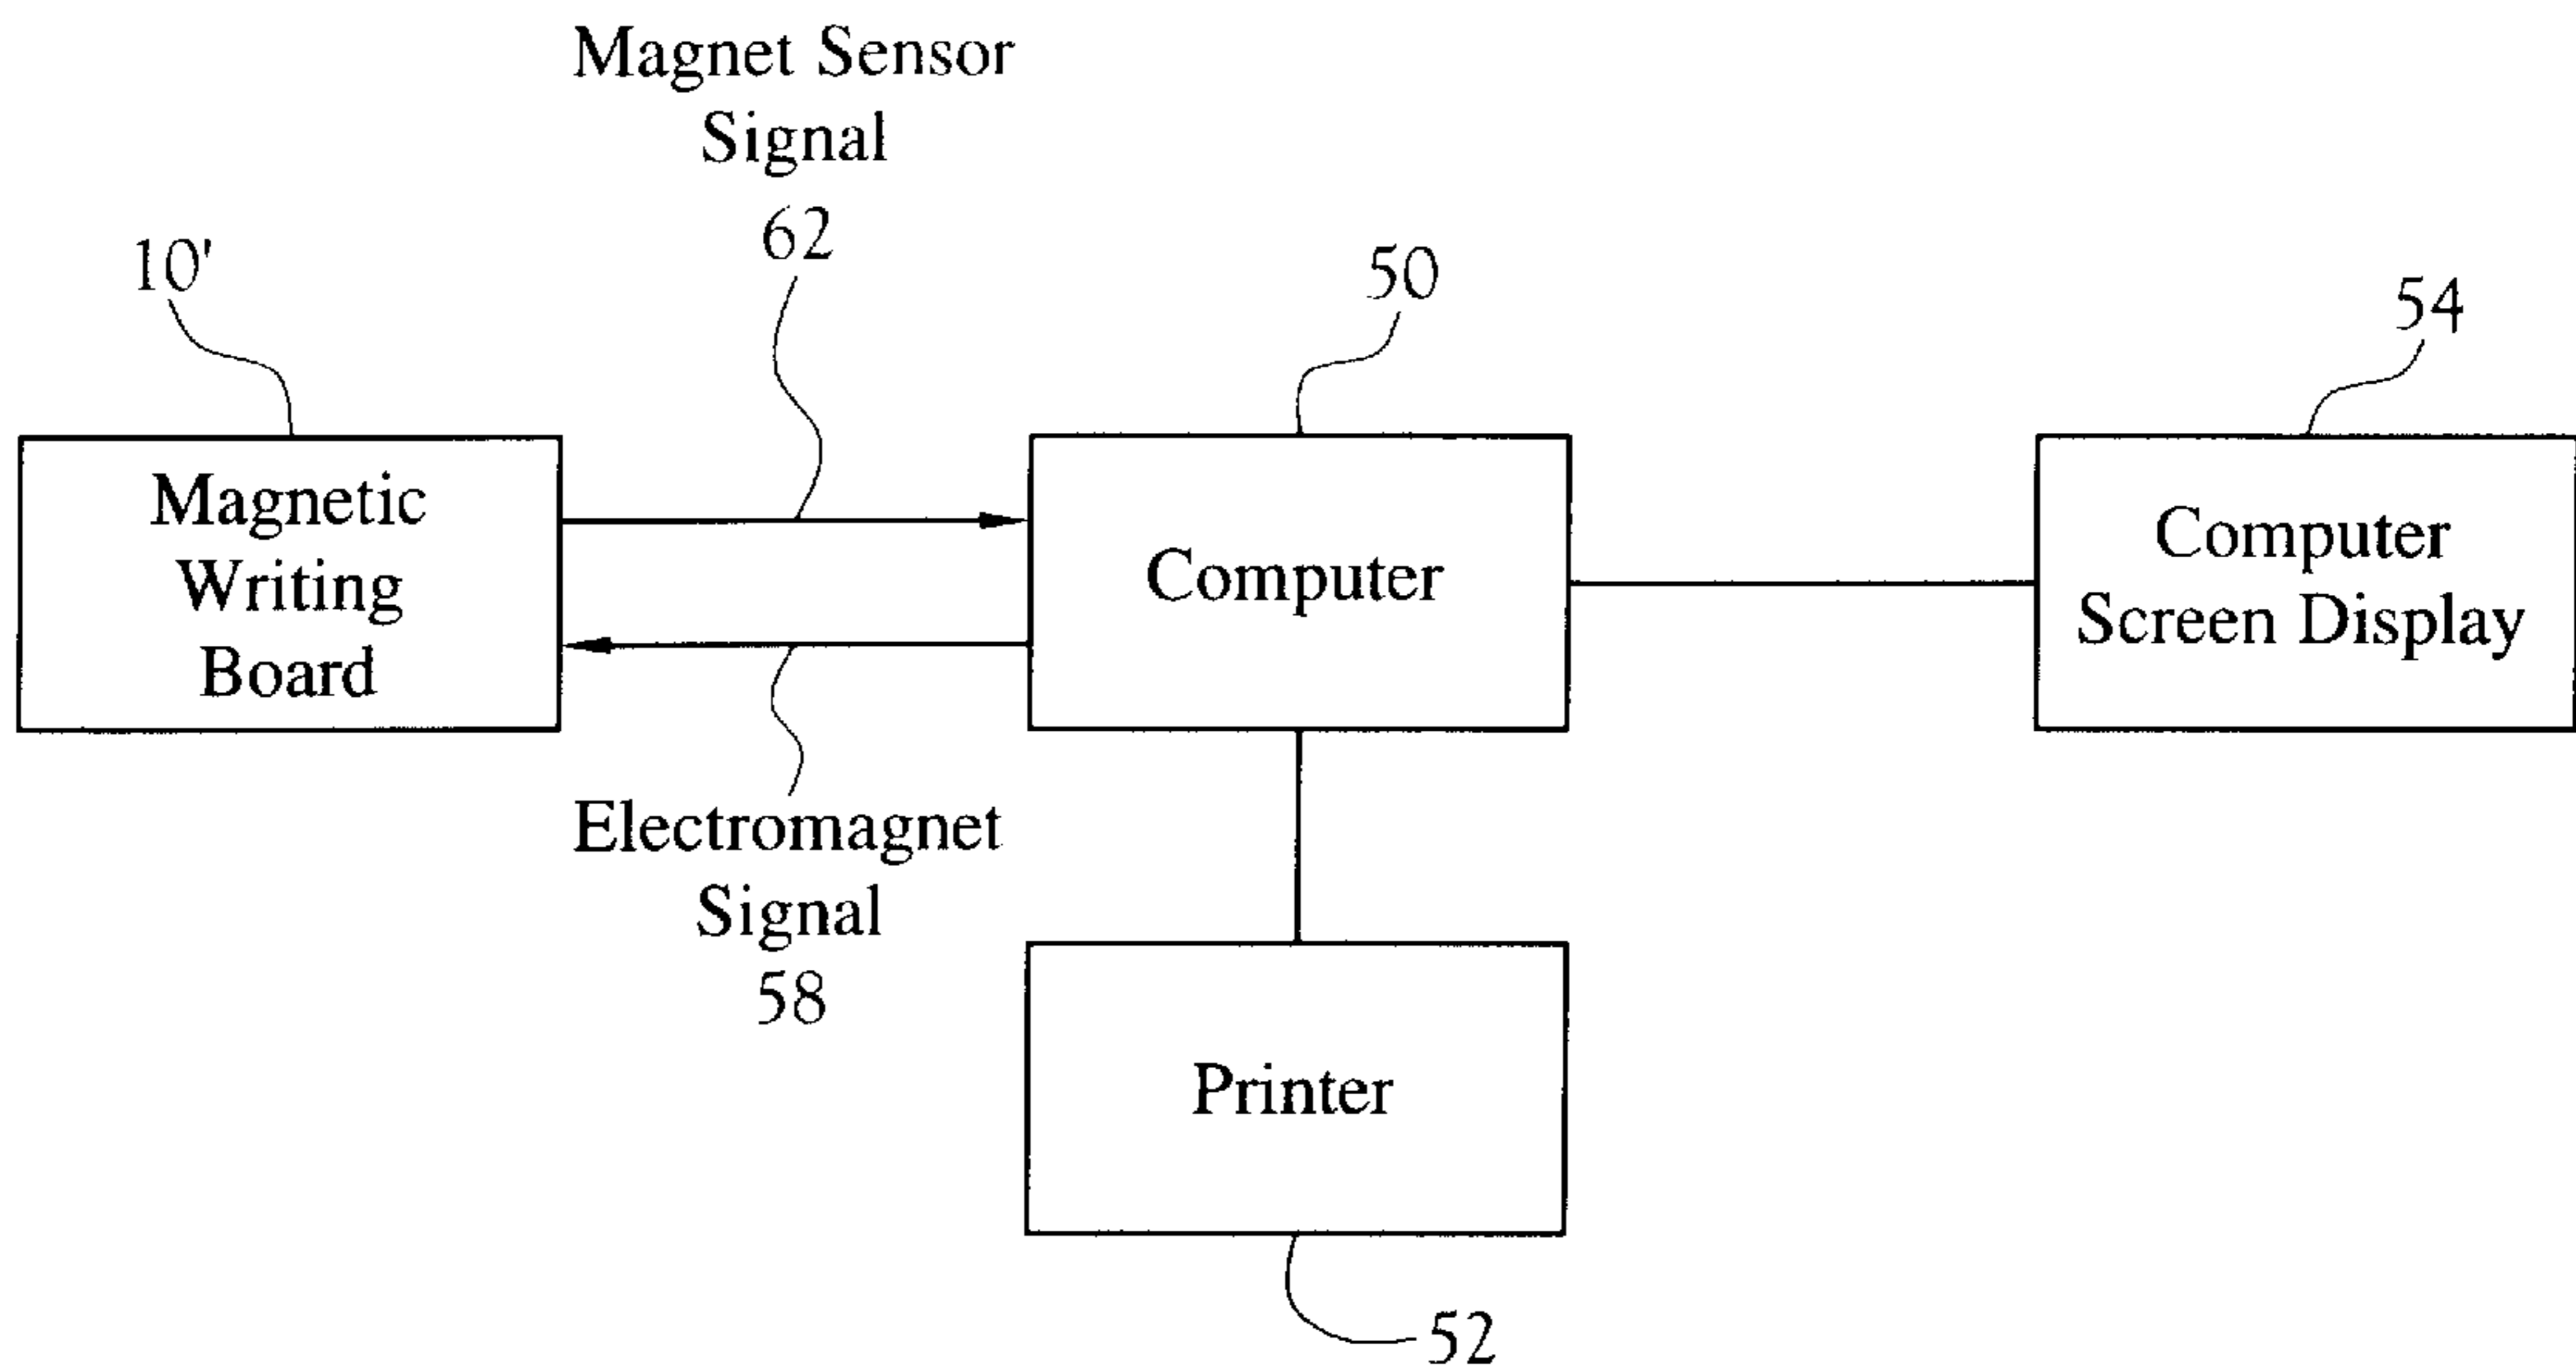 Magnet Sensor
Signal
62
10'
50
54
Magnetic
Writing
Board
Computer
Computer
Screen Display
Electromagnet
Signal
58
Printer
52